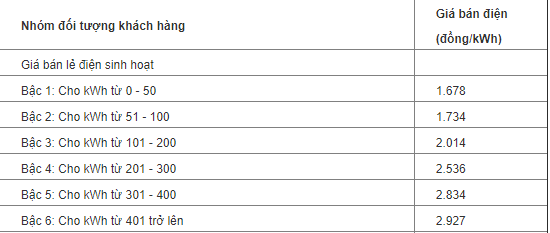 Nhóm đối tượng khách hàng
Giá bán điện
(đồng/kWh)
Giá bán lẻ điện sinh hoạt
Bậc 1: Cho kWh từ 0 - 50 1.678
Bậc 2: Cho kWh từ 51 - 100 1.734
Bậc 3: Cho kWh từ 101 - 200 2.014
Bậc 4: Cho kWh từ 201 - 300 2.536
Bậc 5: Cho kWh từ 301 - 400 2.834
Bậc 6: Cho kWh từ 401 trở lên 2.927